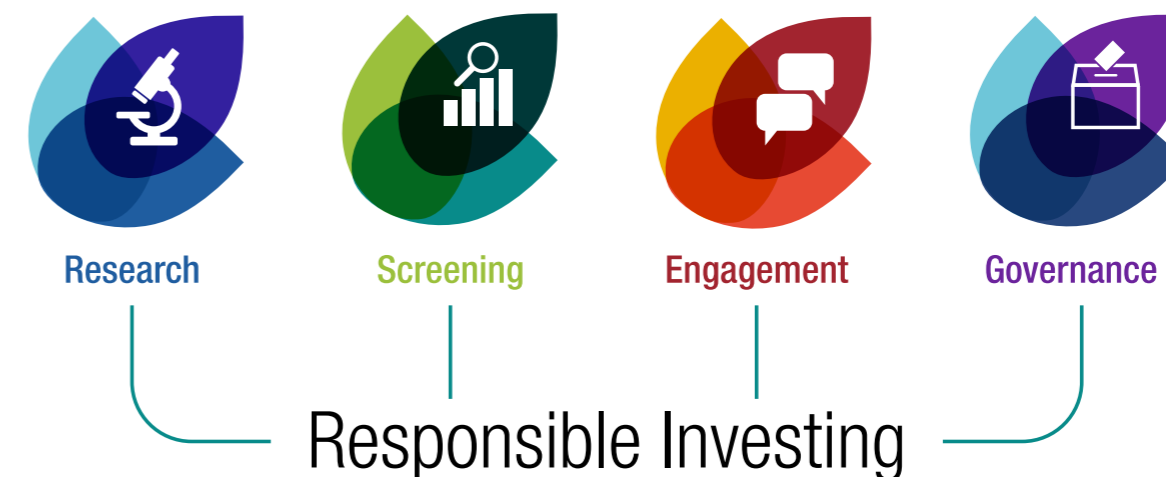 Research
Screening
Engagement
Governance
Responsible Investing